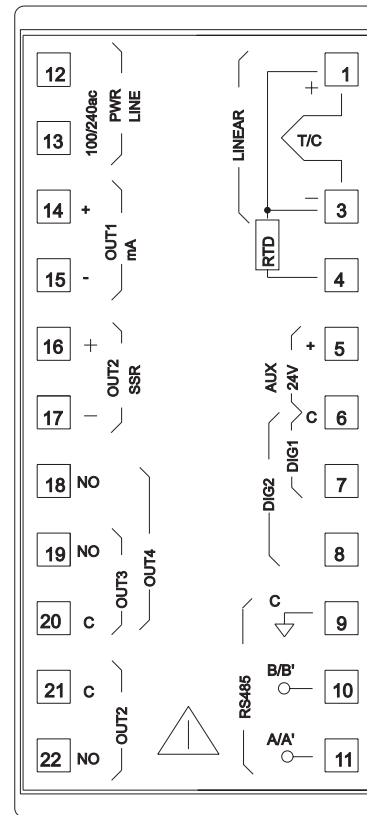 12
13
100/240ac
PWR
LINE
14 +
15 -
OUT1
mA
16 +
17 −
OUT2
SSR
18 NO
19 NO
20 C
OUT3
OUT4
21 C
22 NO
OUT2
LINEAR
1
+
T/C
−
3
RTD
4
+ 5
AUX
24V
C 6
DIG1
7
DIG2
8
C
9
RS485
B/B'
10
A/A'
11